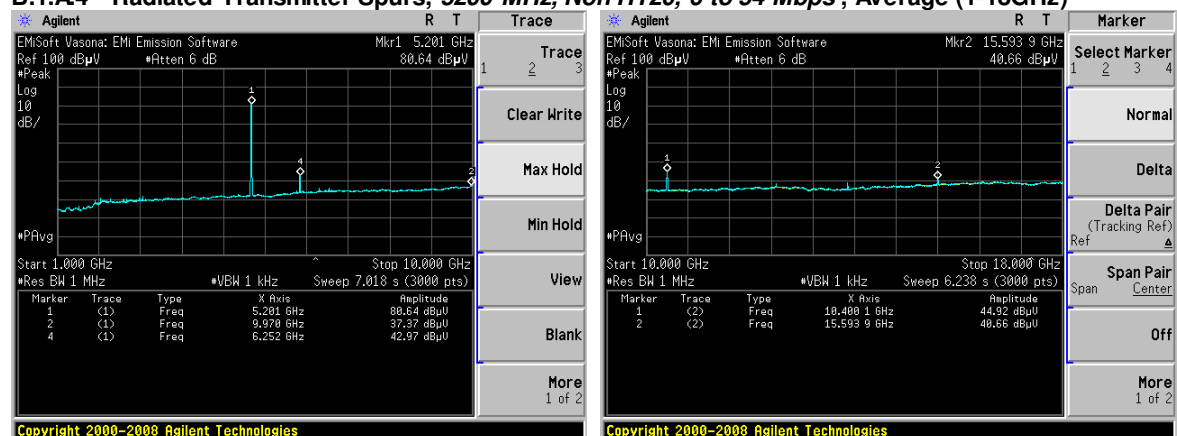 B.1.A4 Radiated Transmitter Spurs, 5200 MHz, Non HT20, 6 to 54 Mbps , Average (1-18GHz)
Agilent R T Trace
EMiSoft Vasona: EMi Emission Software Mkr1 5.201 GHz
Ref 100 dBµV #Atten 6 dB 80.64 dBµV
#Peak
Log
10
dB/
1
4
2
#PAvg
Start 1.000 GHz ^ Stop 10.000 GHz
#Res BW 1 MHz #VBW 1 kHz Sweep 7.018 s (3000 pts)
Marker Trace Type X Axis Amplitude
1 (1) Freq 5.201 GHz 80.64 dBµV
2 (1) Freq 9.970 GHz 37.37 dBµV
4 (1) Freq 6.252 GHz 42.97 dBµV
Trace
1 2 3
Clear Write
Max Hold
Min Hold
View
Blank
More
1 of 2
Copyright 2000-2008 Agilent Technologies
Agilent R T Marker
EMiSoft Vasona: EMi Emission Software Mkr2 15.593 9 GHz
Ref 100 dBµV #Atten 6 dB 40.66 dBµV
#Peak
Log
10
dB/
1
2
#PAvg
Start 10.000 GHz Stop 18.000 GHz
#Res BW 1 MHz #VBW 1 kHz Sweep 6.238 s (3000 pts)
Marker Trace Type X Axis Amplitude
1 (2) Freq 10.400 1 GHz 44.92 dBµV
2 (2) Freq 15.593 9 GHz 40.66 dBµV
Select Marker
1 2 3 4
Normal
Delta
Delta Pair
(Tracking Ref)
Ref Δ
Span Pair
Span Center
Off
More
1 of 2
Copyright 2000-2008 Agilent Technologies